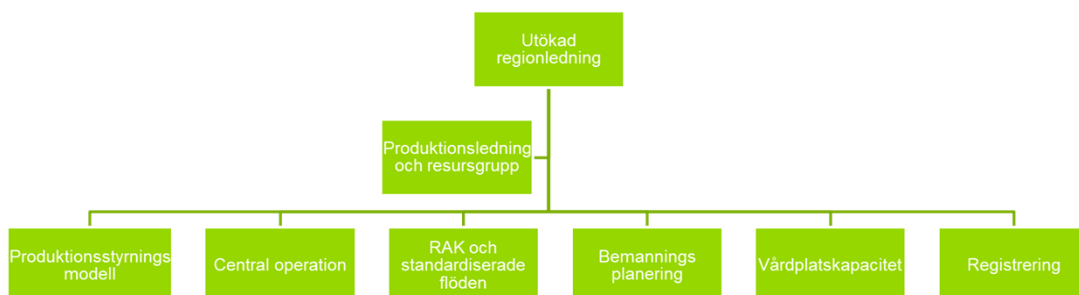 Utökad
regionledning
Produktionsledning
och resursgrupp
Produktionsstyrnings
modell
Central operation
RAK och
standardiserade
flöden
Bemannings
planering
Vårdplatskapacitet
Registrering